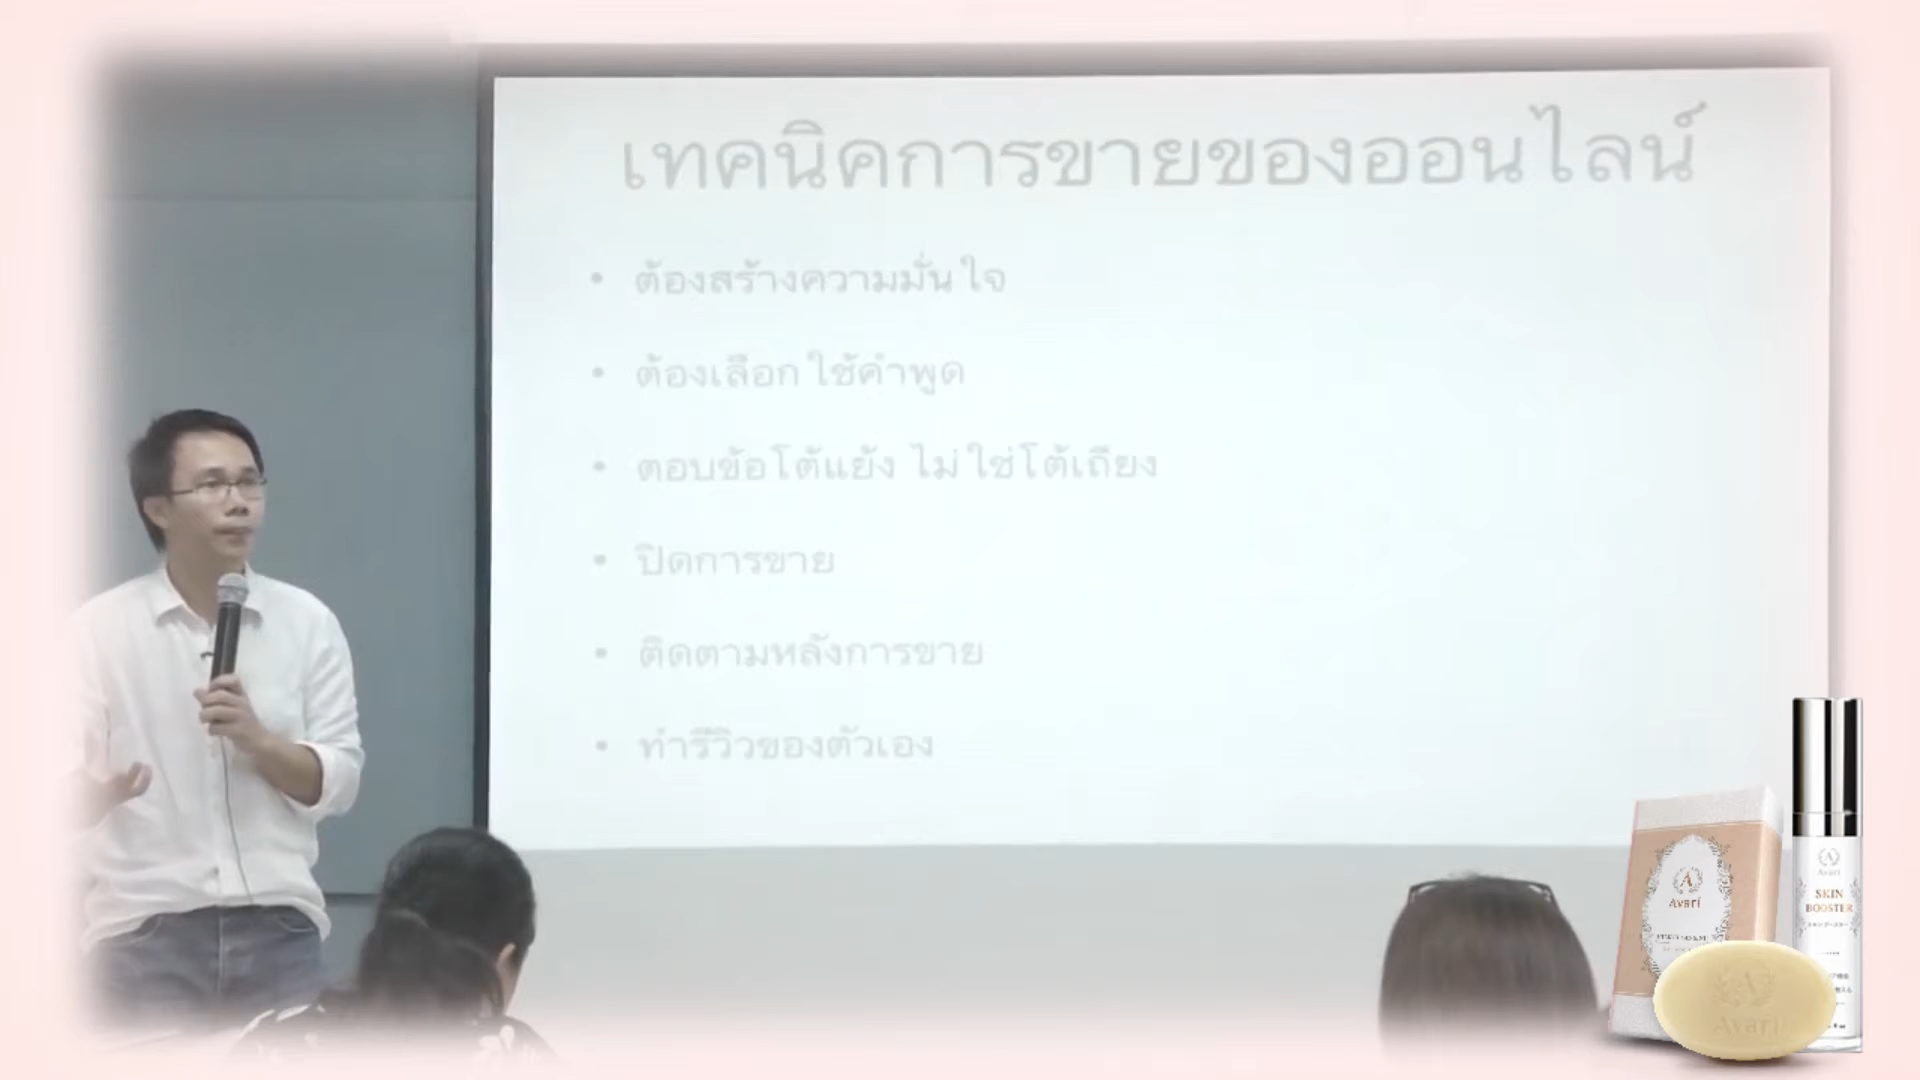 เทคนิคการขายของออนไลน์
• ต้องสร้างความมั่นใจ
• ต้องเลือกใช้คำพูด
• ตอบข้อโต้แย้ง ไม่ใช่โต้เถียง
• ปิดการขาย
• ติดตามหลังการขาย
• ทำรีวิวของตัวเอง
A
Avari
A
Avari
SKIN
BOOSTER
Avari